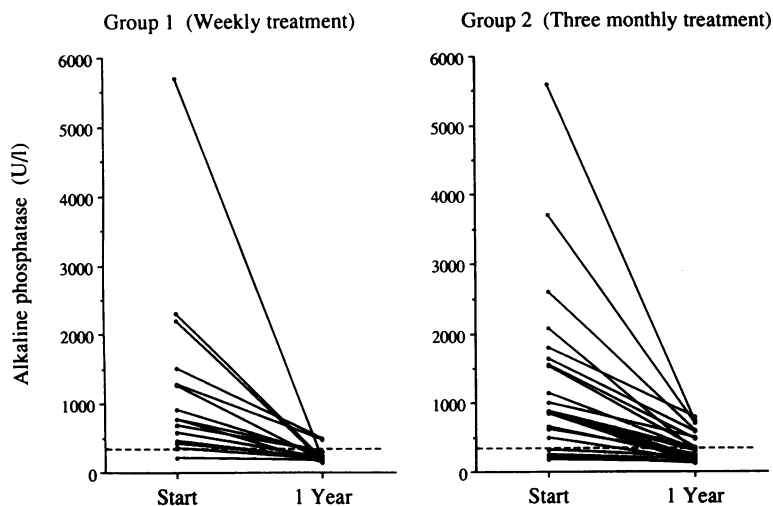 Group 1 (Weekly treatment)
Group 2 (Three monthly treatment)
Alkaline phosphatase (U/l)
6000
5000
4000
3000
2000
1000
0
Start
1 Year
6000
5000
4000
3000
2000
1000
0
Start
1 Year